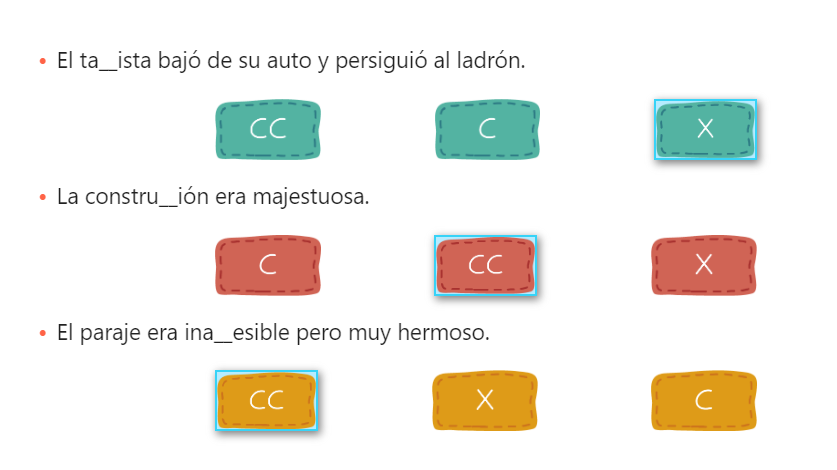 • El ta__ista bajó de su auto y persiguió al ladrón.
CC C X
• La constru__ión era majestuosa.
C CC X
• El paraje era ina__esible pero muy hermoso.
CC X C